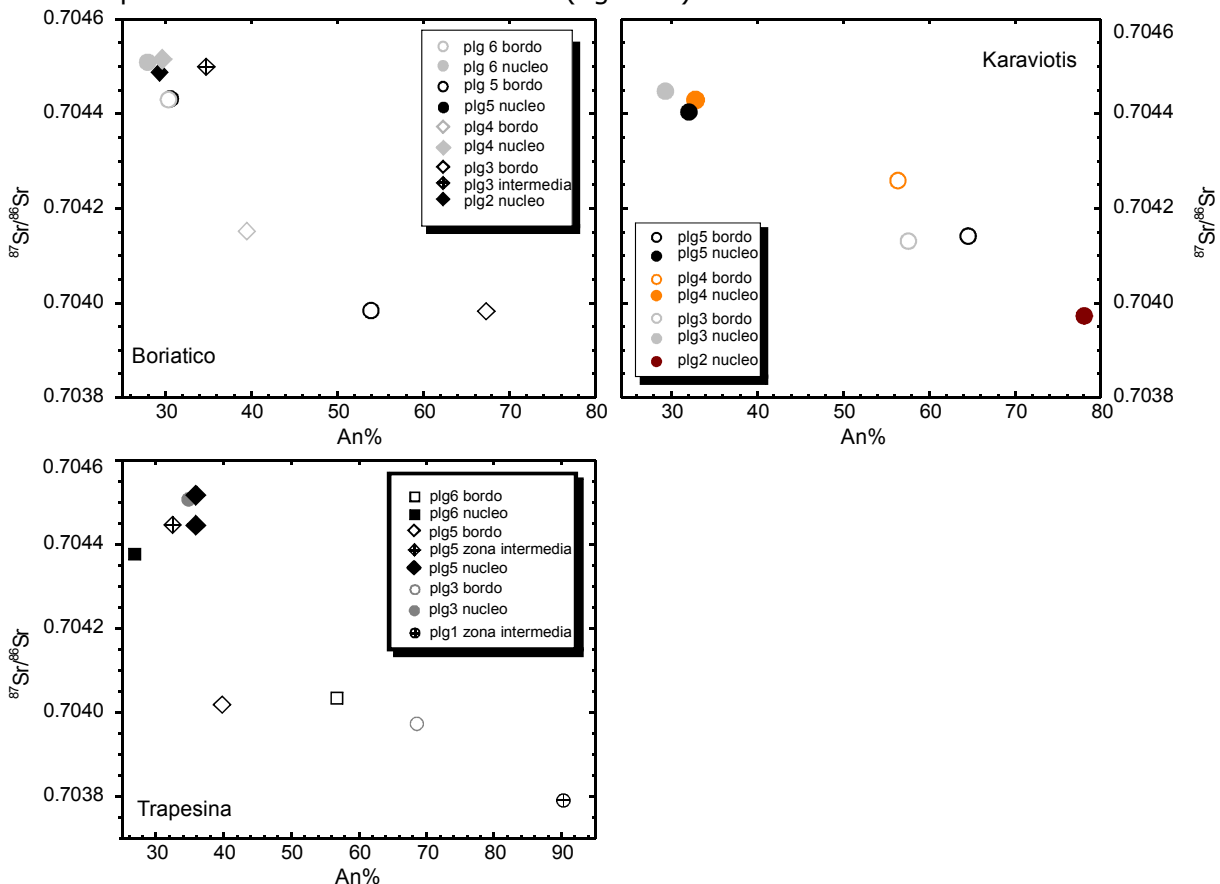 0.7046
0.7044
0.7042
0.7040
0.7038
87Sr/86Sr
plg 6 bordo
plg 6 nucleo
plg 5 bordo
plg5 nucleo
plg4 bordo
plg4 nucleo
plg3 bordo
plg3 intermedia
plg2 nucleo
Boriatico
30 40 50 60 70 80
An%
Karaviotis
0.7046
0.7044
0.7042
0.7040
0.7038
87Sr/86Sr
plg5 bordo
plg5 nucleo
plg4 bordo
plg4 nucleo
plg3 bordo
plg3 nucleo
plg2 nucleo
30 40 50 60 70 80
An%
0.7046
0.7044
0.7042
0.7040
0.7038
87Sr/86Sr
plg6 bordo
plg6 nucleo
plg5 bordo
plg5 zona intermedia
plg5 nucleo
plg3 bordo
plg3 nucleo
plg1 zona intermedia
Trapesina
30 40 50 60 70 80 90
An%